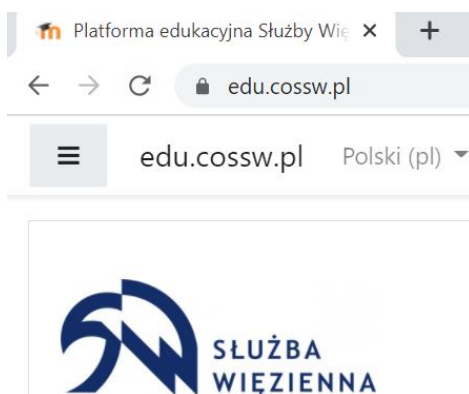 Platforma edukacyjna Służby Wię
edu.cossw.pl
edu.cossw.pl Polski (pl)
SŁUŻBA
WIĘZIENNA